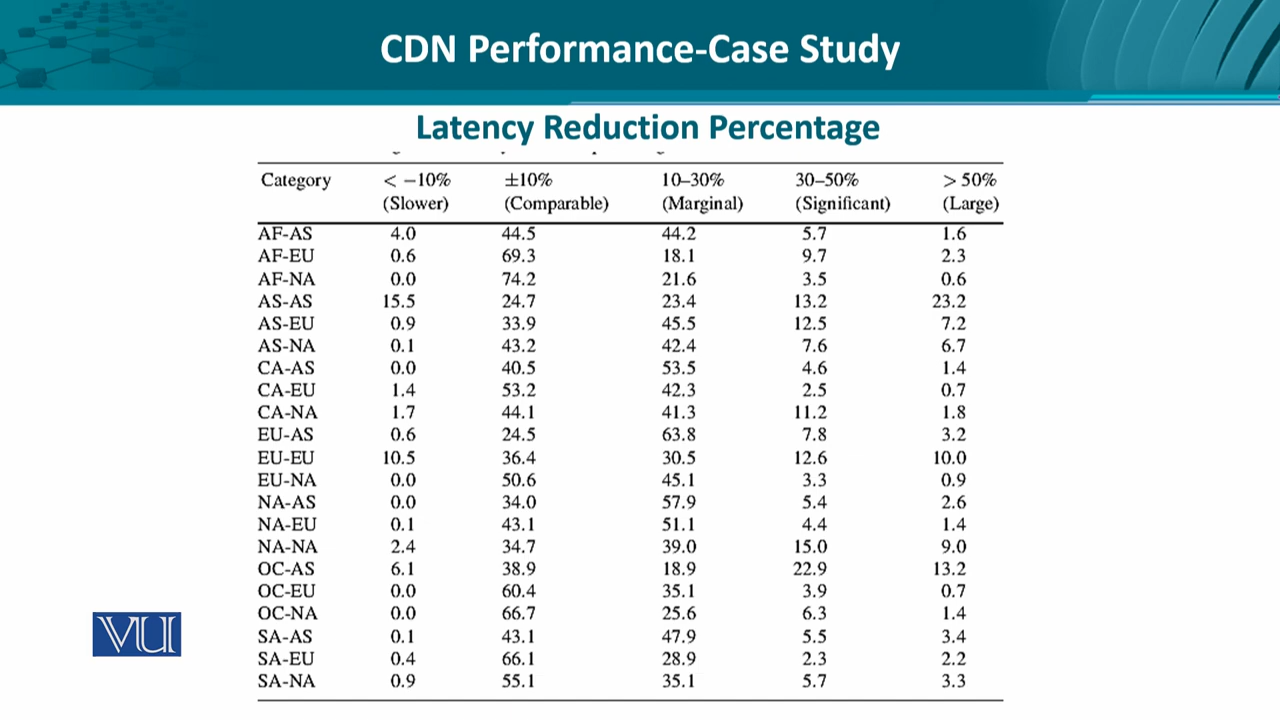 CDN Performance-Case Study
Latency Reduction Percentage
Category < −10% ±10% 10–30% 30–50% > 50%
(Slower) (Comparable) (Marginal) (Significant) (Large)
AF-AS 4.0 44.5 44.2 5.7 1.6
AF-EU 0.6 69.3 18.1 9.7 2.3
AF-NA 0.0 74.2 21.6 3.5 0.6
AS-AS 15.5 24.7 23.4 13.2 23.2
AS-EU 0.9 33.9 45.5 12.5 7.2
AS-NA 0.1 43.2 42.4 7.6 6.7
CA-AS 0.0 40.5 53.5 4.6 1.4
CA-EU 1.4 53.2 42.3 2.5 0.7
CA-NA 1.7 44.1 41.3 11.2 1.8
EU-AS 0.6 24.5 63.8 7.8 3.2
EU-EU 10.5 36.4 30.5 12.6 10.0
EU-NA 0.0 50.6 45.1 3.3 0.9
NA-AS 0.0 34.0 57.9 5.4 2.6
NA-EU 0.1 43.1 51.1 4.4 1.4
NA-NA 2.4 34.7 39.0 15.0 9.0
OC-AS 6.1 38.9 18.9 22.9 13.2
OC-EU 0.0 60.4 35.1 3.9 0.7
OC-NA 0.0 66.7 25.6 6.3 1.4
SA-AS 0.1 43.1 47.9 5.5 3.4
SA-EU 0.4 66.1 28.9 2.3 2.2
SA-NA 0.9 55.1 35.1 5.7 3.3
VU